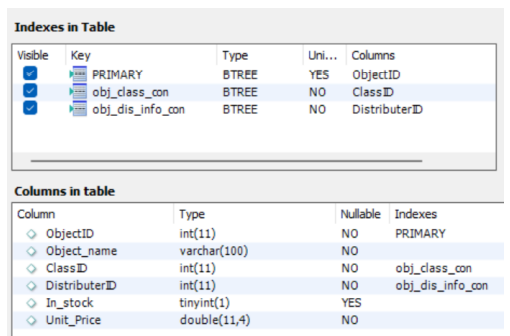 Indexes in Table
Visible Key Type Uni... Columns
PRIMARY BTREE YES ObjectID
obj_class_con BTREE NO ClassID
obj_dis_info_con BTREE NO DistributerID
Columns in table
Column Type Nullable Indexes
ObjectID int(11) NO PRIMARY
Object_name varchar(100) NO
ClassID int(11) NO obj_class_con
DistributerID int(11) NO obj_dis_info_con
In_stock tinyint(1) YES
Unit_Price double(11,4) NO